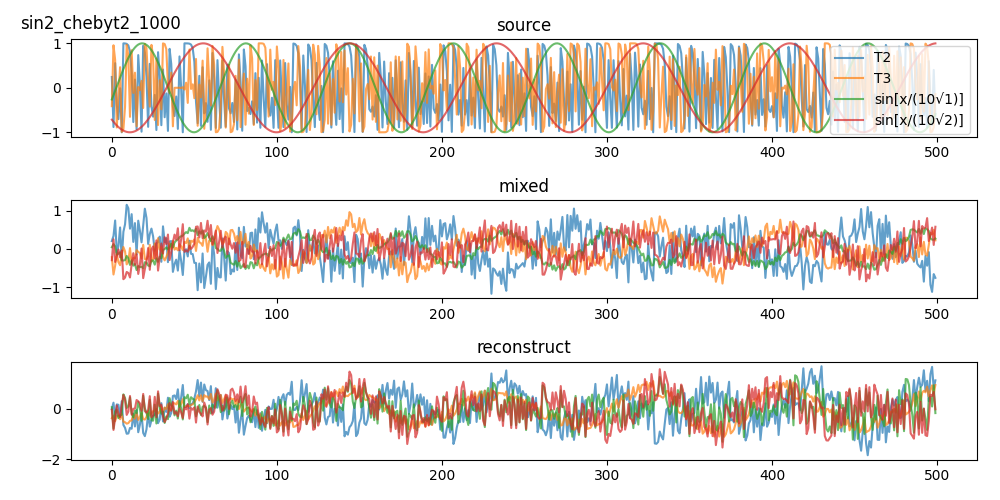 sin2_chebyt2_1000
source
1
0
−1
T2
T3
sin[x/(10√1)]
sin[x/(10√2)]
0 100 200 300 400 500
mixed
1
0
−1
0 100 200 300 400 500
reconstruct
0
−2
0 100 200 300 400 500